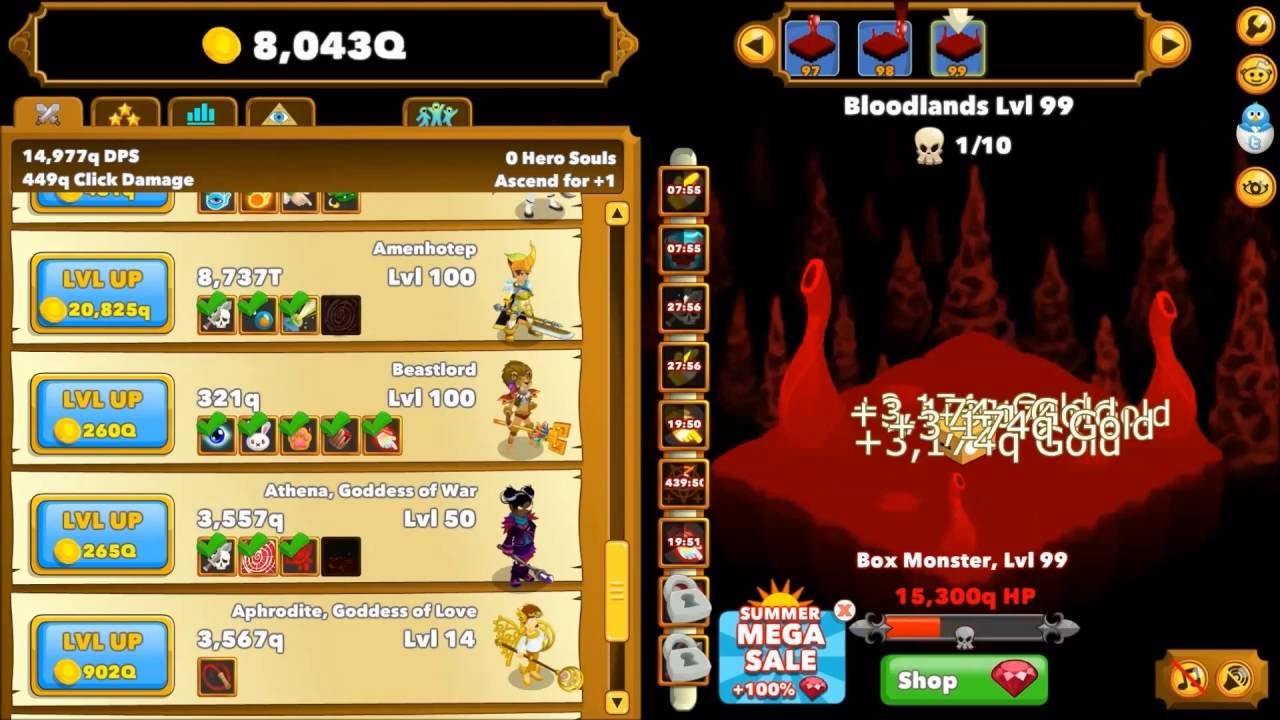 8,043Q
14,977q DPS
449q Click Damage
0 Hero Souls
Ascend for +1
Amenhotep
LVL UP
20,825q
8,737T
Lvl 100
Beastlord
LVL UP
260Q
321q
Lvl 100
Athena, Goddess of War
LVL UP
265Q
3,557q
Lvl 50
Aphrodite, Goddess of Love
LVL UP
902Q
3,567q
Lvl 14
97
98
99
Bloodlands Lvl 99
1/10
07:55
07:55
27:56
27:56
19:50
439:50
19:51
+3,174q Gold
+3,174q Gold
+3,174q Gold
Box Monster, Lvl 99
15,300q HP
SUMMER
MEGA
SALE
+100%
Shop